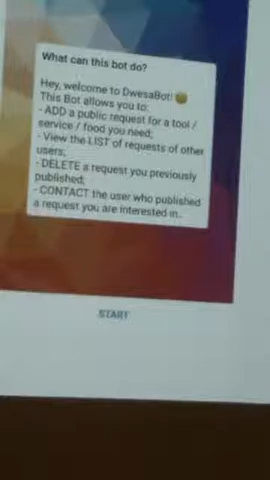 What can this bot do?
Hey, welcome to DwesaBot! 😀
This Bot allows you to:
- ADD a public request for a tool /
service / food you need;
- View the LIST of requests of other
users;
- DELETE a request you previously
published;
- CONTACT the user who published
a request you are interested in..
START